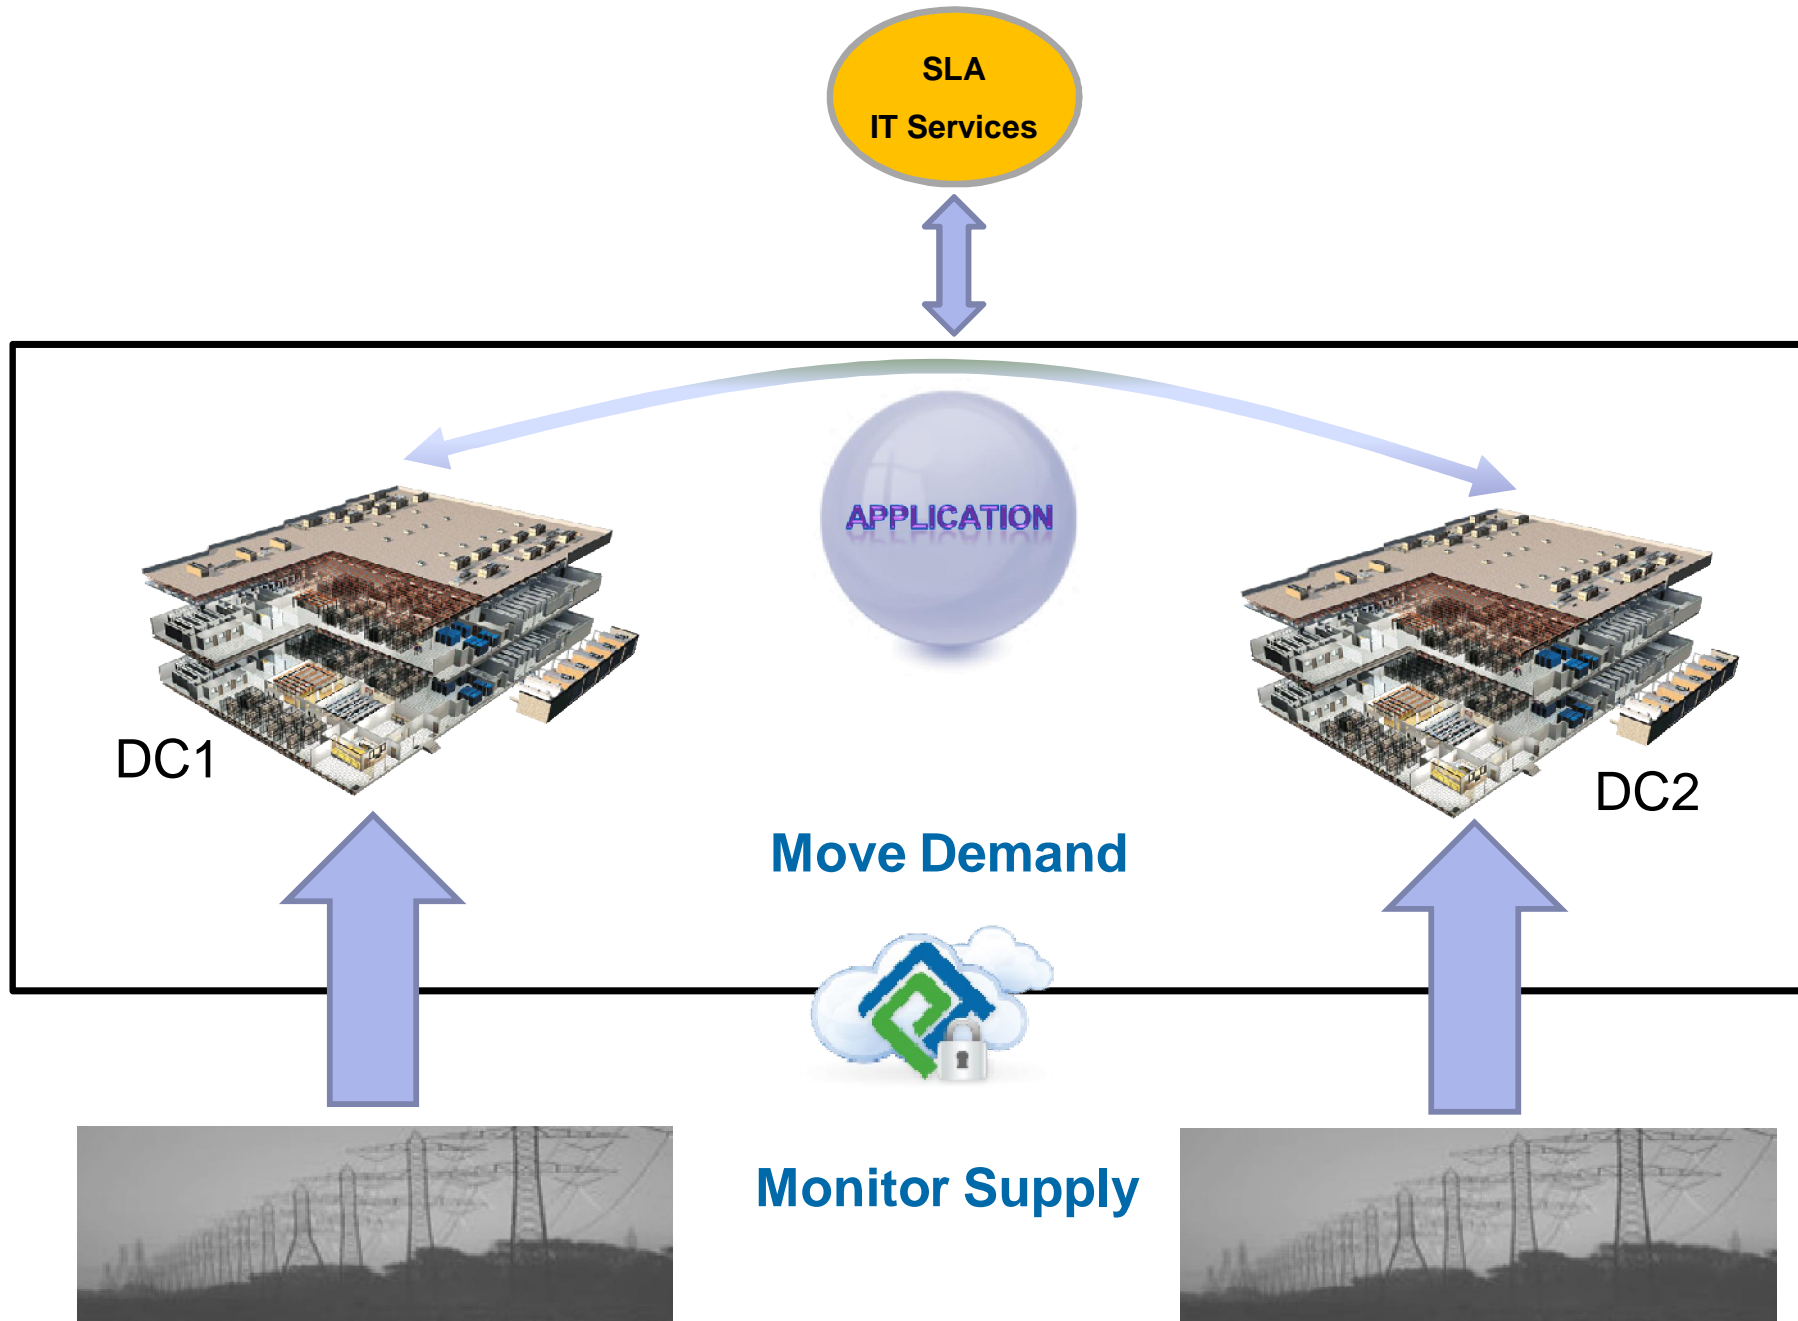 SLA
IT Services
APPLICATION
DC1
DC2
Move Demand
Monitor Supply